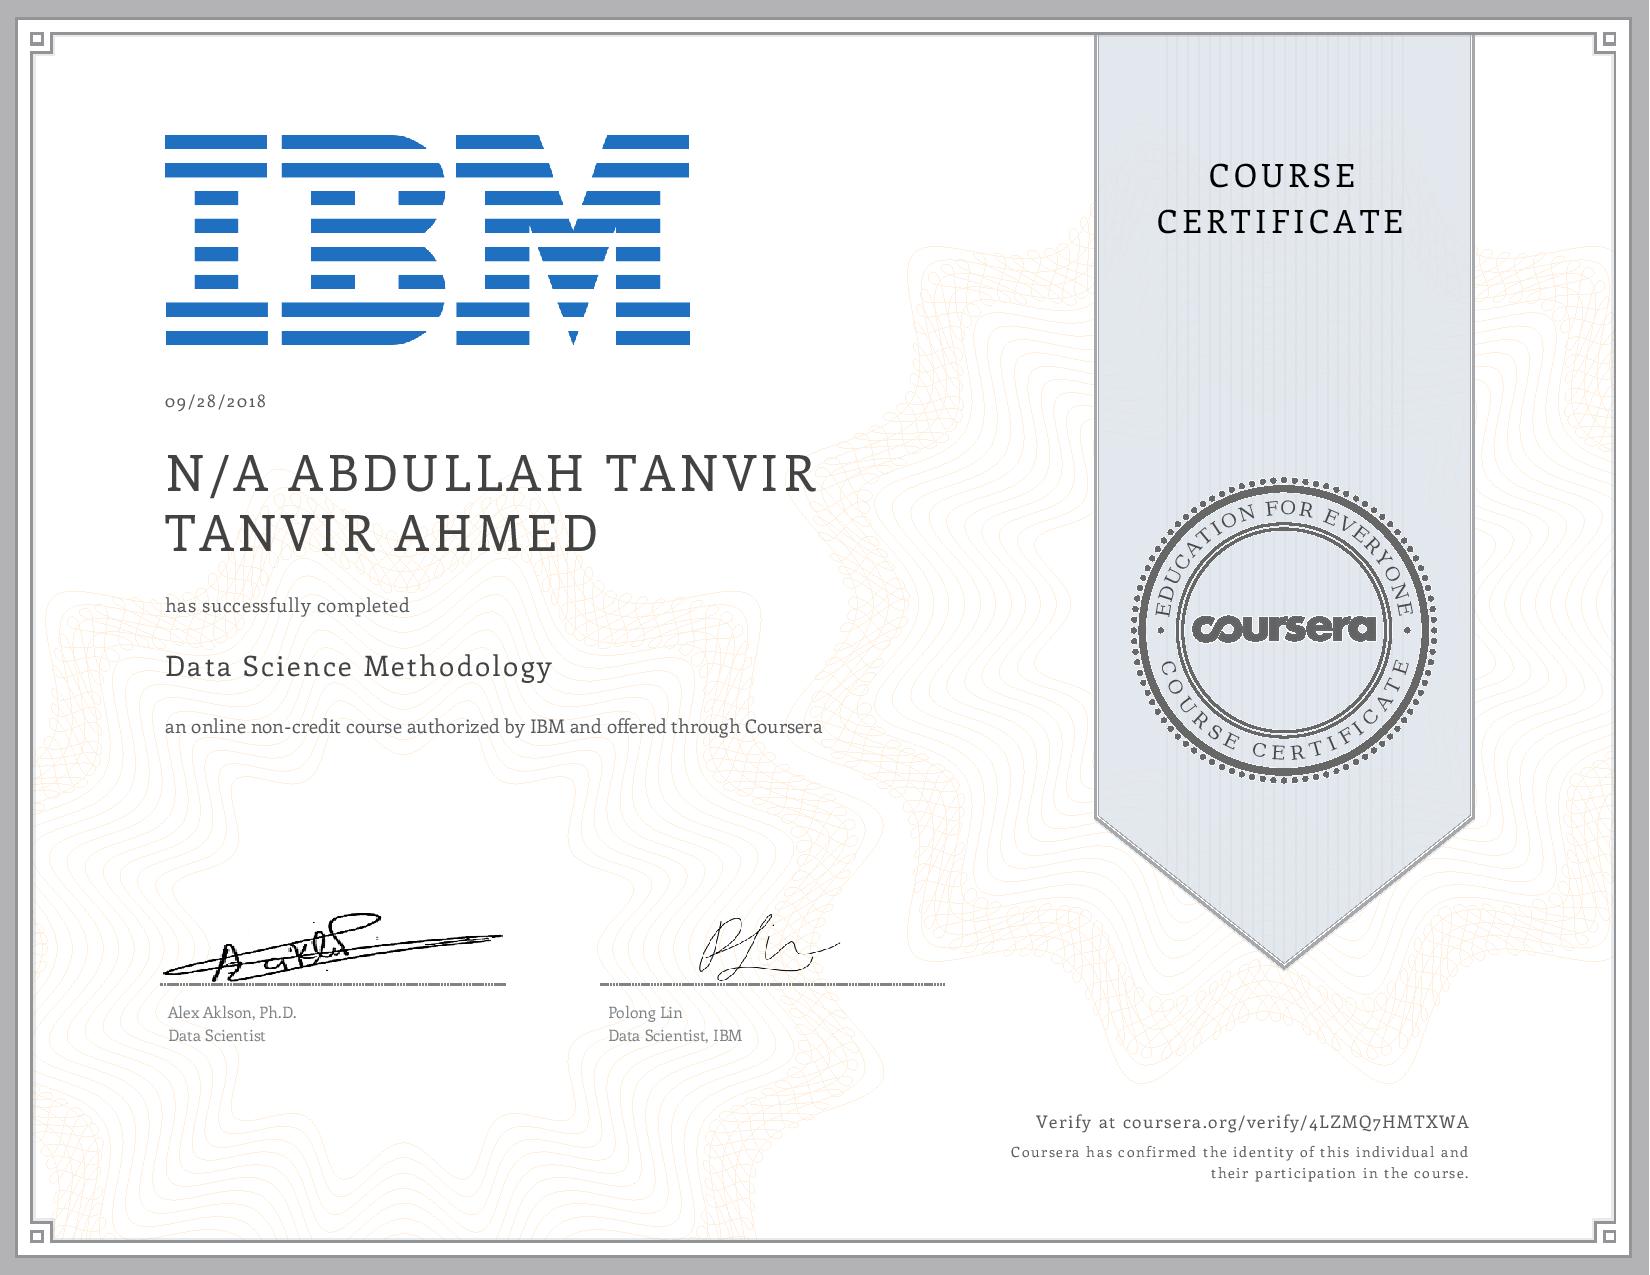 IBM
COURSE
CERTIFICATE
09/28/2018
N/A ABDULLAH TANVIR
TANVIR AHMED
has successfully completed
Data Science Methodology
an online non-credit course authorized by IBM and offered through Coursera
EDUCATION FOR EVERYONE
coursera
COURSE CERTIFICATE
Alex Aklson, Ph.D.
Data Scientist
Polong Lin
Data Scientist, IBM
Verify at coursera.org/verify/4LZMQ7HMTXWA
Coursera has confirmed the identity of this individual and
their participation in the course.